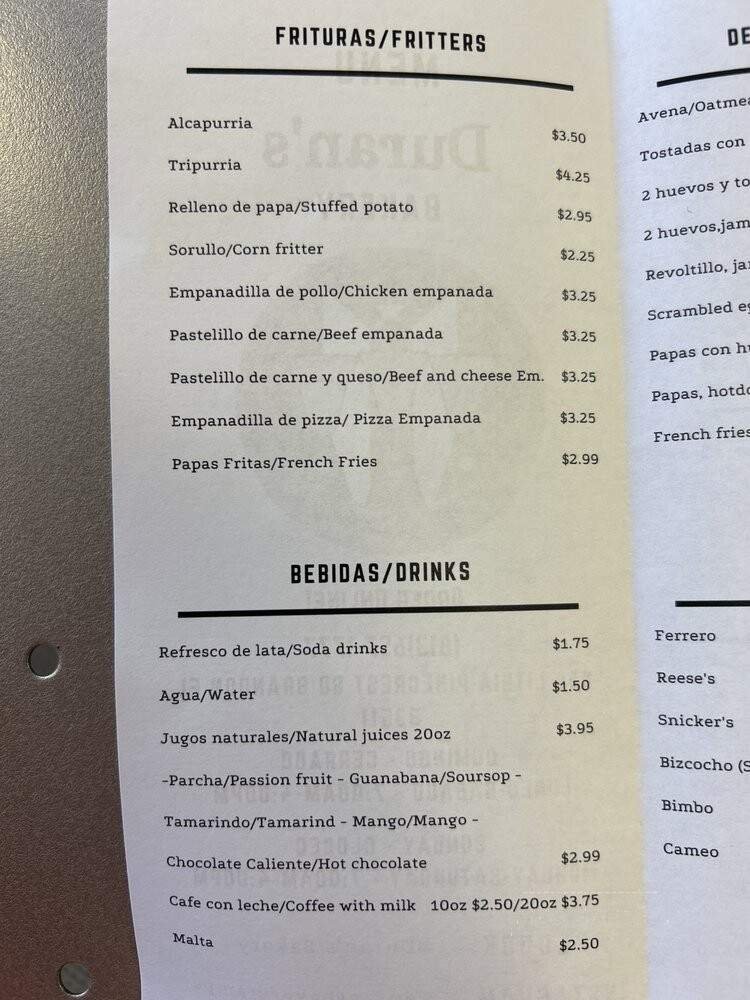 FRITURAS/FRITTERS
Alcapurria $3.50
Tripurria $4.25
Relleno de papa/Stuffed potato $2.95
Sorullo/Corn fritter $2.25
Empanadilla de pollo/Chicken empanada $3.25
Pastelillo de carne/Beef empanada $3.25
Pastelillo de carne y queso/Beef and cheese Em. $3.25
Empanadilla de pizza/ Pizza Empanada $3.25
Papas Fritas/French Fries $2.99
BEBIDAS/DRINKS
Refresco de lata/Soda drinks $1.75
Agua/Water $1.50
Jugos naturales/Natural juices 20oz $3.95
-Parcha/Passion fruit - Guanabana/Soursop -
Tamarindo/Tamarind - Mango/Mango -
Chocolate Caliente/Hot chocolate $2.99
Cafe con leche/Coffee with milk 10oz $2.50/20oz $3.75
Malta $2.50
DE
Avena/Oatmea
Tostadas con
2 huevos y to
2 huevos,jam
Revoltillo, ja
Scrambled e
Papas con h
Papas, hotd
French fries
Ferrero
Reese's
Snicker's
Bizcocho (S
Bimbo
Cameo